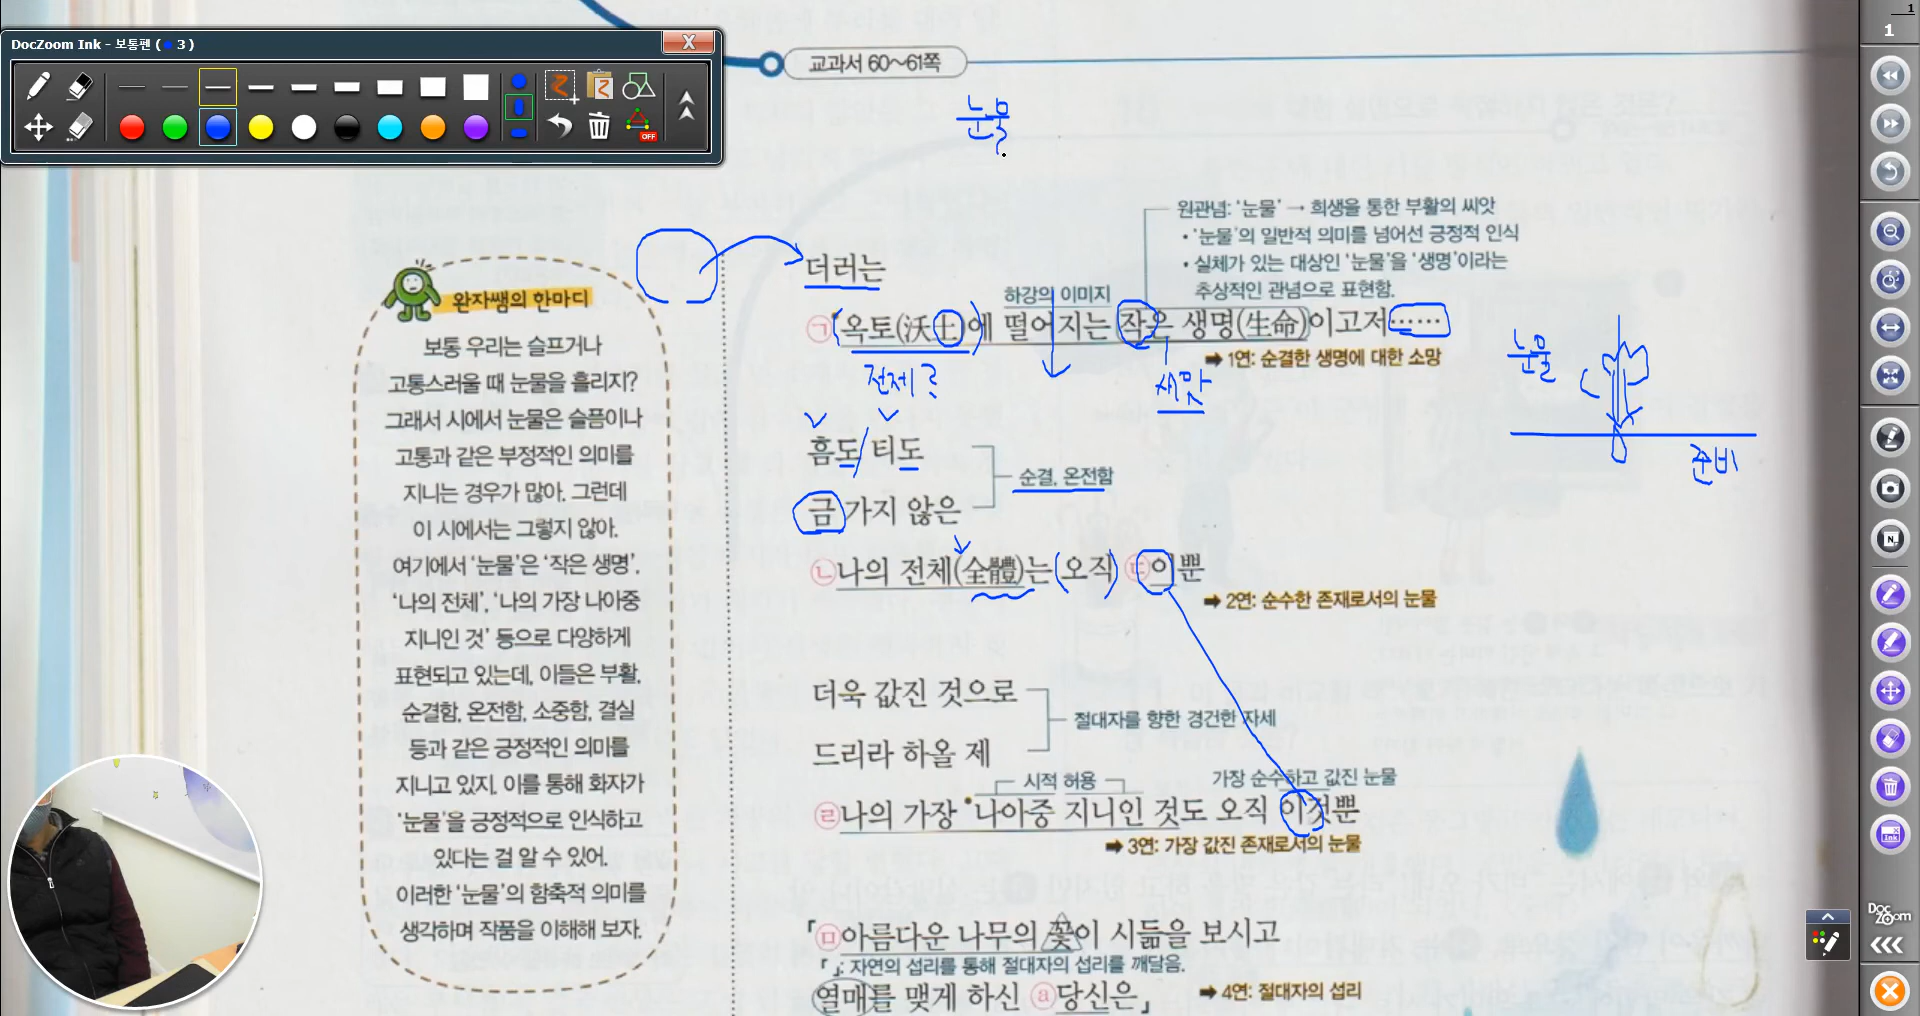 DocZoom Ink - 보통펜 ( 3 )
OFF
1
1
교과서 60~61쪽
눈물
?
원관념: '눈물' → 희생을 통한 부활의 씨앗
• '눈물'의 일반적 의미를 넘어선 긍정적 인식
• 실체가 있는 대상인 '눈물'을 '생명'이라는
추상적인 관념으로 표현함.
더러는
하강의 이미지
㉠ 옥토(沃土)에 떨어지는 작은 생명(生命)이고저……
➡ 1연: 순결한 생명에 대한 소망
전제?
씨앗
눈물
준비
흠도/ 티도
순결, 온전함
금 가지 않은
㉡ 나의 전체(全體)는 오직 ㉢ 이뿐
➡ 2연: 순수한 존재로서의 눈물
더욱 값진 것으로
절대자를 향한 경건한 자세
드리라 하올 제
시적 허용
가장 순수하고 값진 눈물
㉣ 나의 가장 나아중 지니인 것도 오직 이것뿐
➡ 3연: 가장 값진 존재로서의 눈물
「㉤ 아름다운 나무의 꽃이 시듦을 보시고
「」: 자연의 섭리를 통해 절대자의 섭리를 깨달음.
열매를 맺게 하신 ⓐ 당신은」
➡ 4연: 절대자의 섭리
완자쌤의 한마디
보통 우리는 슬프거나
고통스러울 때 눈물을 흘리지?
그래서 시에서 눈물은 슬픔이나
고통과 같은 부정적인 의미를
지니는 경우가 많아. 그런데
이 시에서는 그렇지 않아.
여기에서 '눈물'은 '작은 생명',
'나의 전체', '나의 가장 나아중
지니인 것' 등으로 다양하게
표현되고 있는데, 이들은 부활,
순결함, 온전함, 소중함, 결실
등과 같은 긍정적인 의미를
지니고 있지. 이를 통해 화자가
'눈물'을 긍정적으로 인식하고
있다는 걸 알 수 있어.
이러한 '눈물'의 함축적 의미를
생각하며 작품을 이해해 보자.
N
Ink
Doc
Zoom